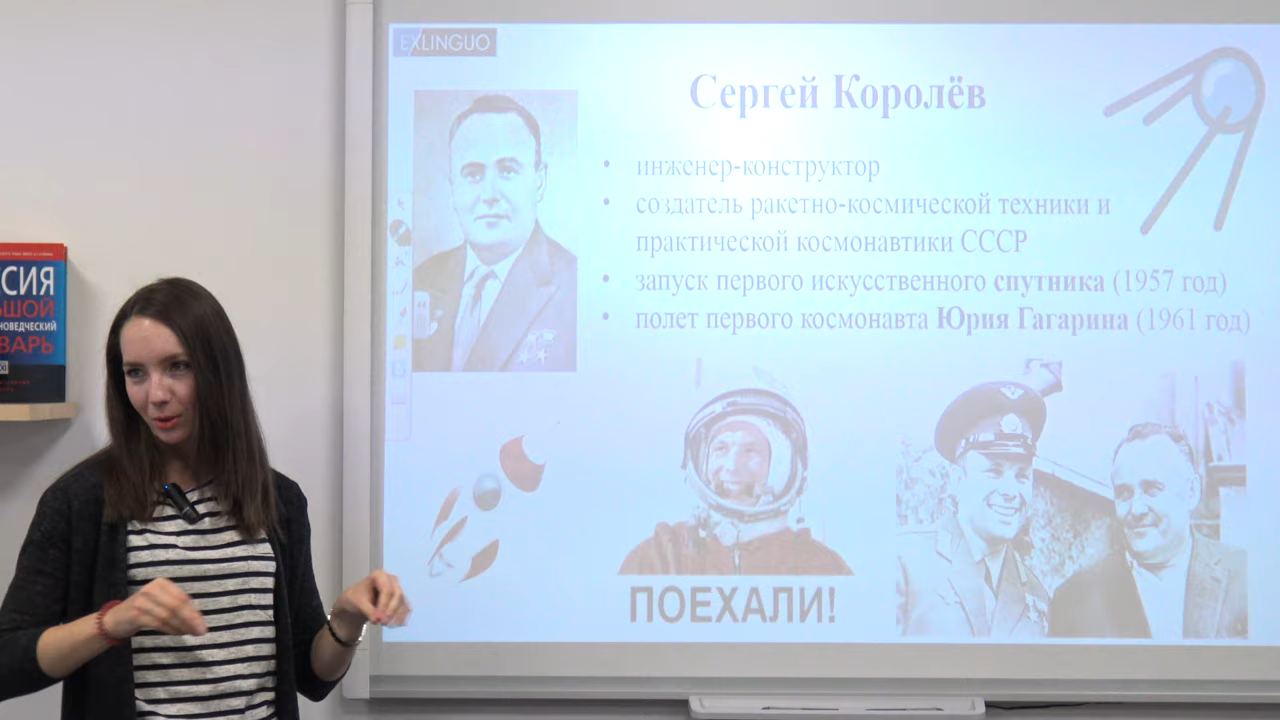 EXLINGUO
Сергей Королёв
• инженер-конструктор
• создатель ракетно-космической техники и
практической космонавтики СССР
• запуск первого искусственного спутника (1957 год)
• полет первого космонавта Юрия Гагарина (1961 год)
ПОЕХАЛИ!